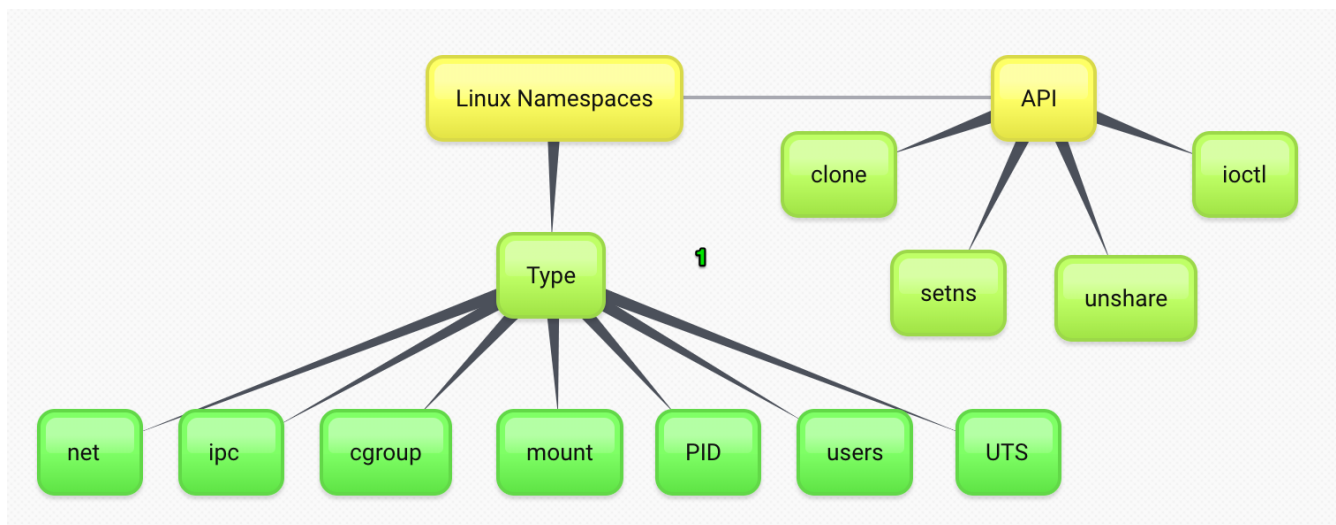 Linux Namespaces
API
clone
ioctl
Type
1
setns
unshare
net
ipc
cgroup
mount
PID
users
UTS